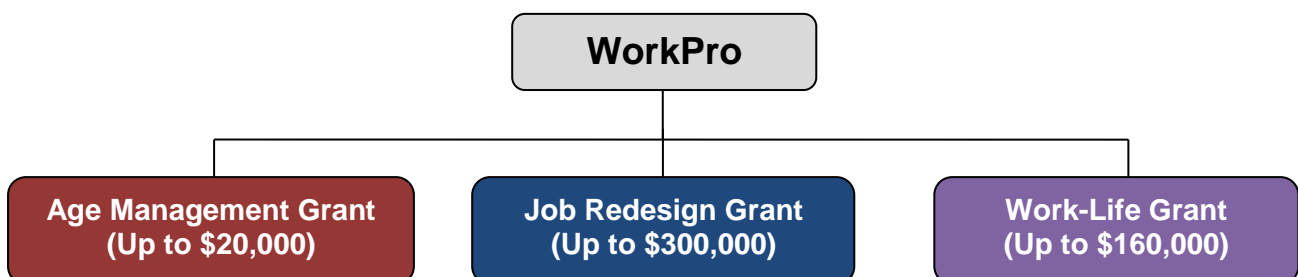 WorkPro
Age Management Grant
(Up to $20,000)
Job Redesign Grant
(Up to $300,000)
Work-Life Grant
(Up to $160,000)